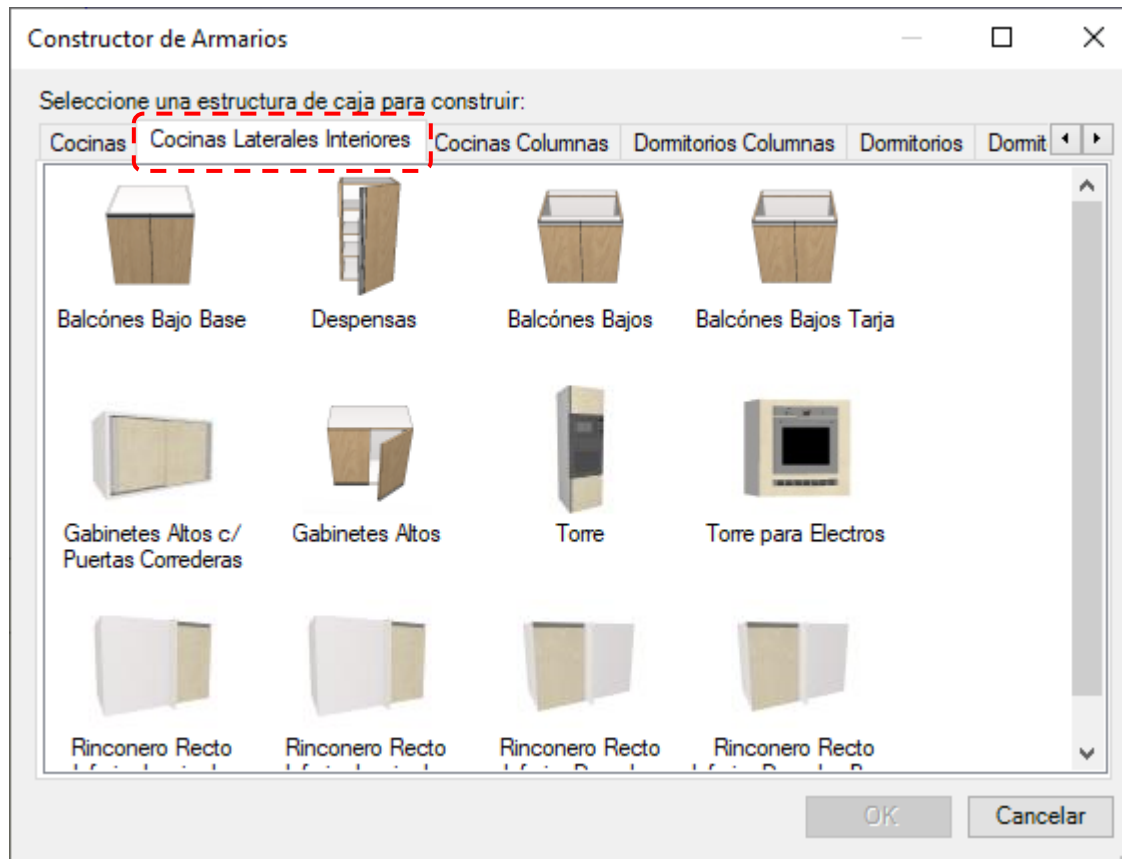 Constructor de Armarios
Seleccione una estructura de caja para construir:
Cocinas Cocinas Laterales Interiores Cocinas Columnas Dormitorios Columnas Dormitorios Dormit
Balcónes Bajo Base Despensas Balcónes Bajos Balcónes Bajos Tarja
Gabinetes Altos c/ Gabinetes Altos Torre Torre para Electros
Puertas Correderas
Rinconero Recto Rinconero Recto Rinconero Recto Rinconero Recto
OK Cancelar